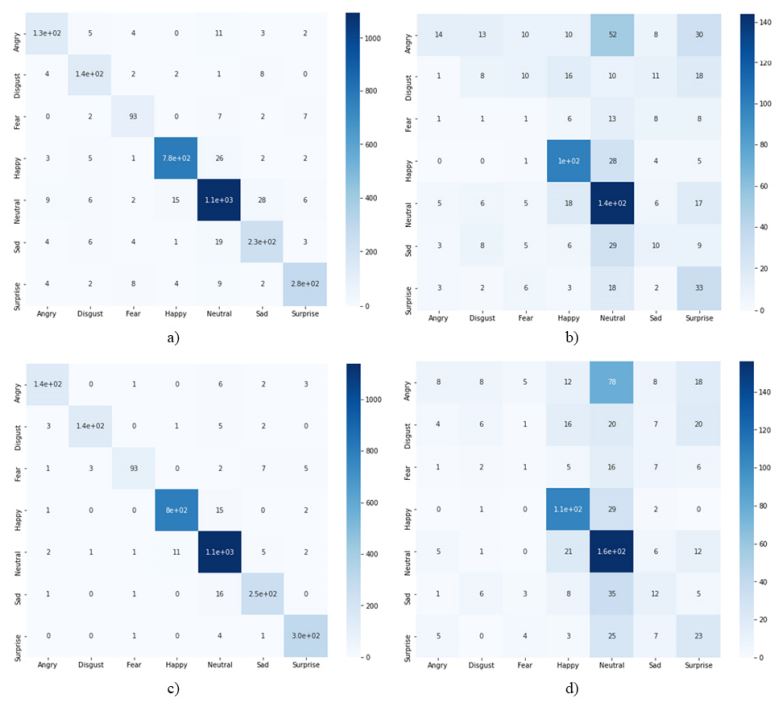 Angry 1.3e+02 5 4 0 11 3 2
Disgust 4 1.4e+02 2 2 1 8 0
Fear 0 2 93 0 7 2 7
Happy 3 5 1 7.8e+02 26 2 2
Neutral 9 6 2 15 1.1e+03 28 6
Sad 4 6 4 1 19 2.3e+02 3
Surprise 4 2 8 4 9 2 2.8e+02
Angry Disgust Fear Happy Neutral Sad Surprise
1000
800
600
400
200
0
a)
Angry 14 13 10 10 52 8 30
Disgust 1 8 10 16 10 11 18
Fear 1 1 1 6 13 8 8
Happy 0 0 1 1e+02 28 4 5
Neutral 5 6 5 18 1.4e+02 6 17
Sad 3 8 5 6 29 10 9
Surprise 3 2 6 3 18 2 33
Angry Disgust Fear Happy Neutral Sad Surprise
140
120
100
80
60
40
20
0
b)
Angry 1.4e+02 0 1 0 6 2 3
Disgust 3 1.4e+02 0 1 5 2 0
Fear 1 3 93 0 2 7 5
Happy 1 0 0 8e+02 15 0 2
Neutral 2 1 1 11 1.1e+03 5 2
Sad 1 0 1 0 16 2.5e+02 0
Surprise 0 0 1 0 4 1 3.0e+02
Angry Disgust Fear Happy Neutral Sad Surprise
1000
800
600
400
200
0
c)
Angry 8 8 5 12 78 8 18
Disgust 4 6 1 16 20 7 20
Fear 1 2 1 5 16 7 6
Happy 0 1 0 1.1e+02 29 2 0
Neutral 5 1 0 21 1.6e+02 6 12
Sad 1 6 3 8 35 12 5
Surprise 5 0 4 3 25 7 23
Angry Disgust Fear Happy Neutral Sad Surprise
140
120
100
80
60
40
20
0
d)